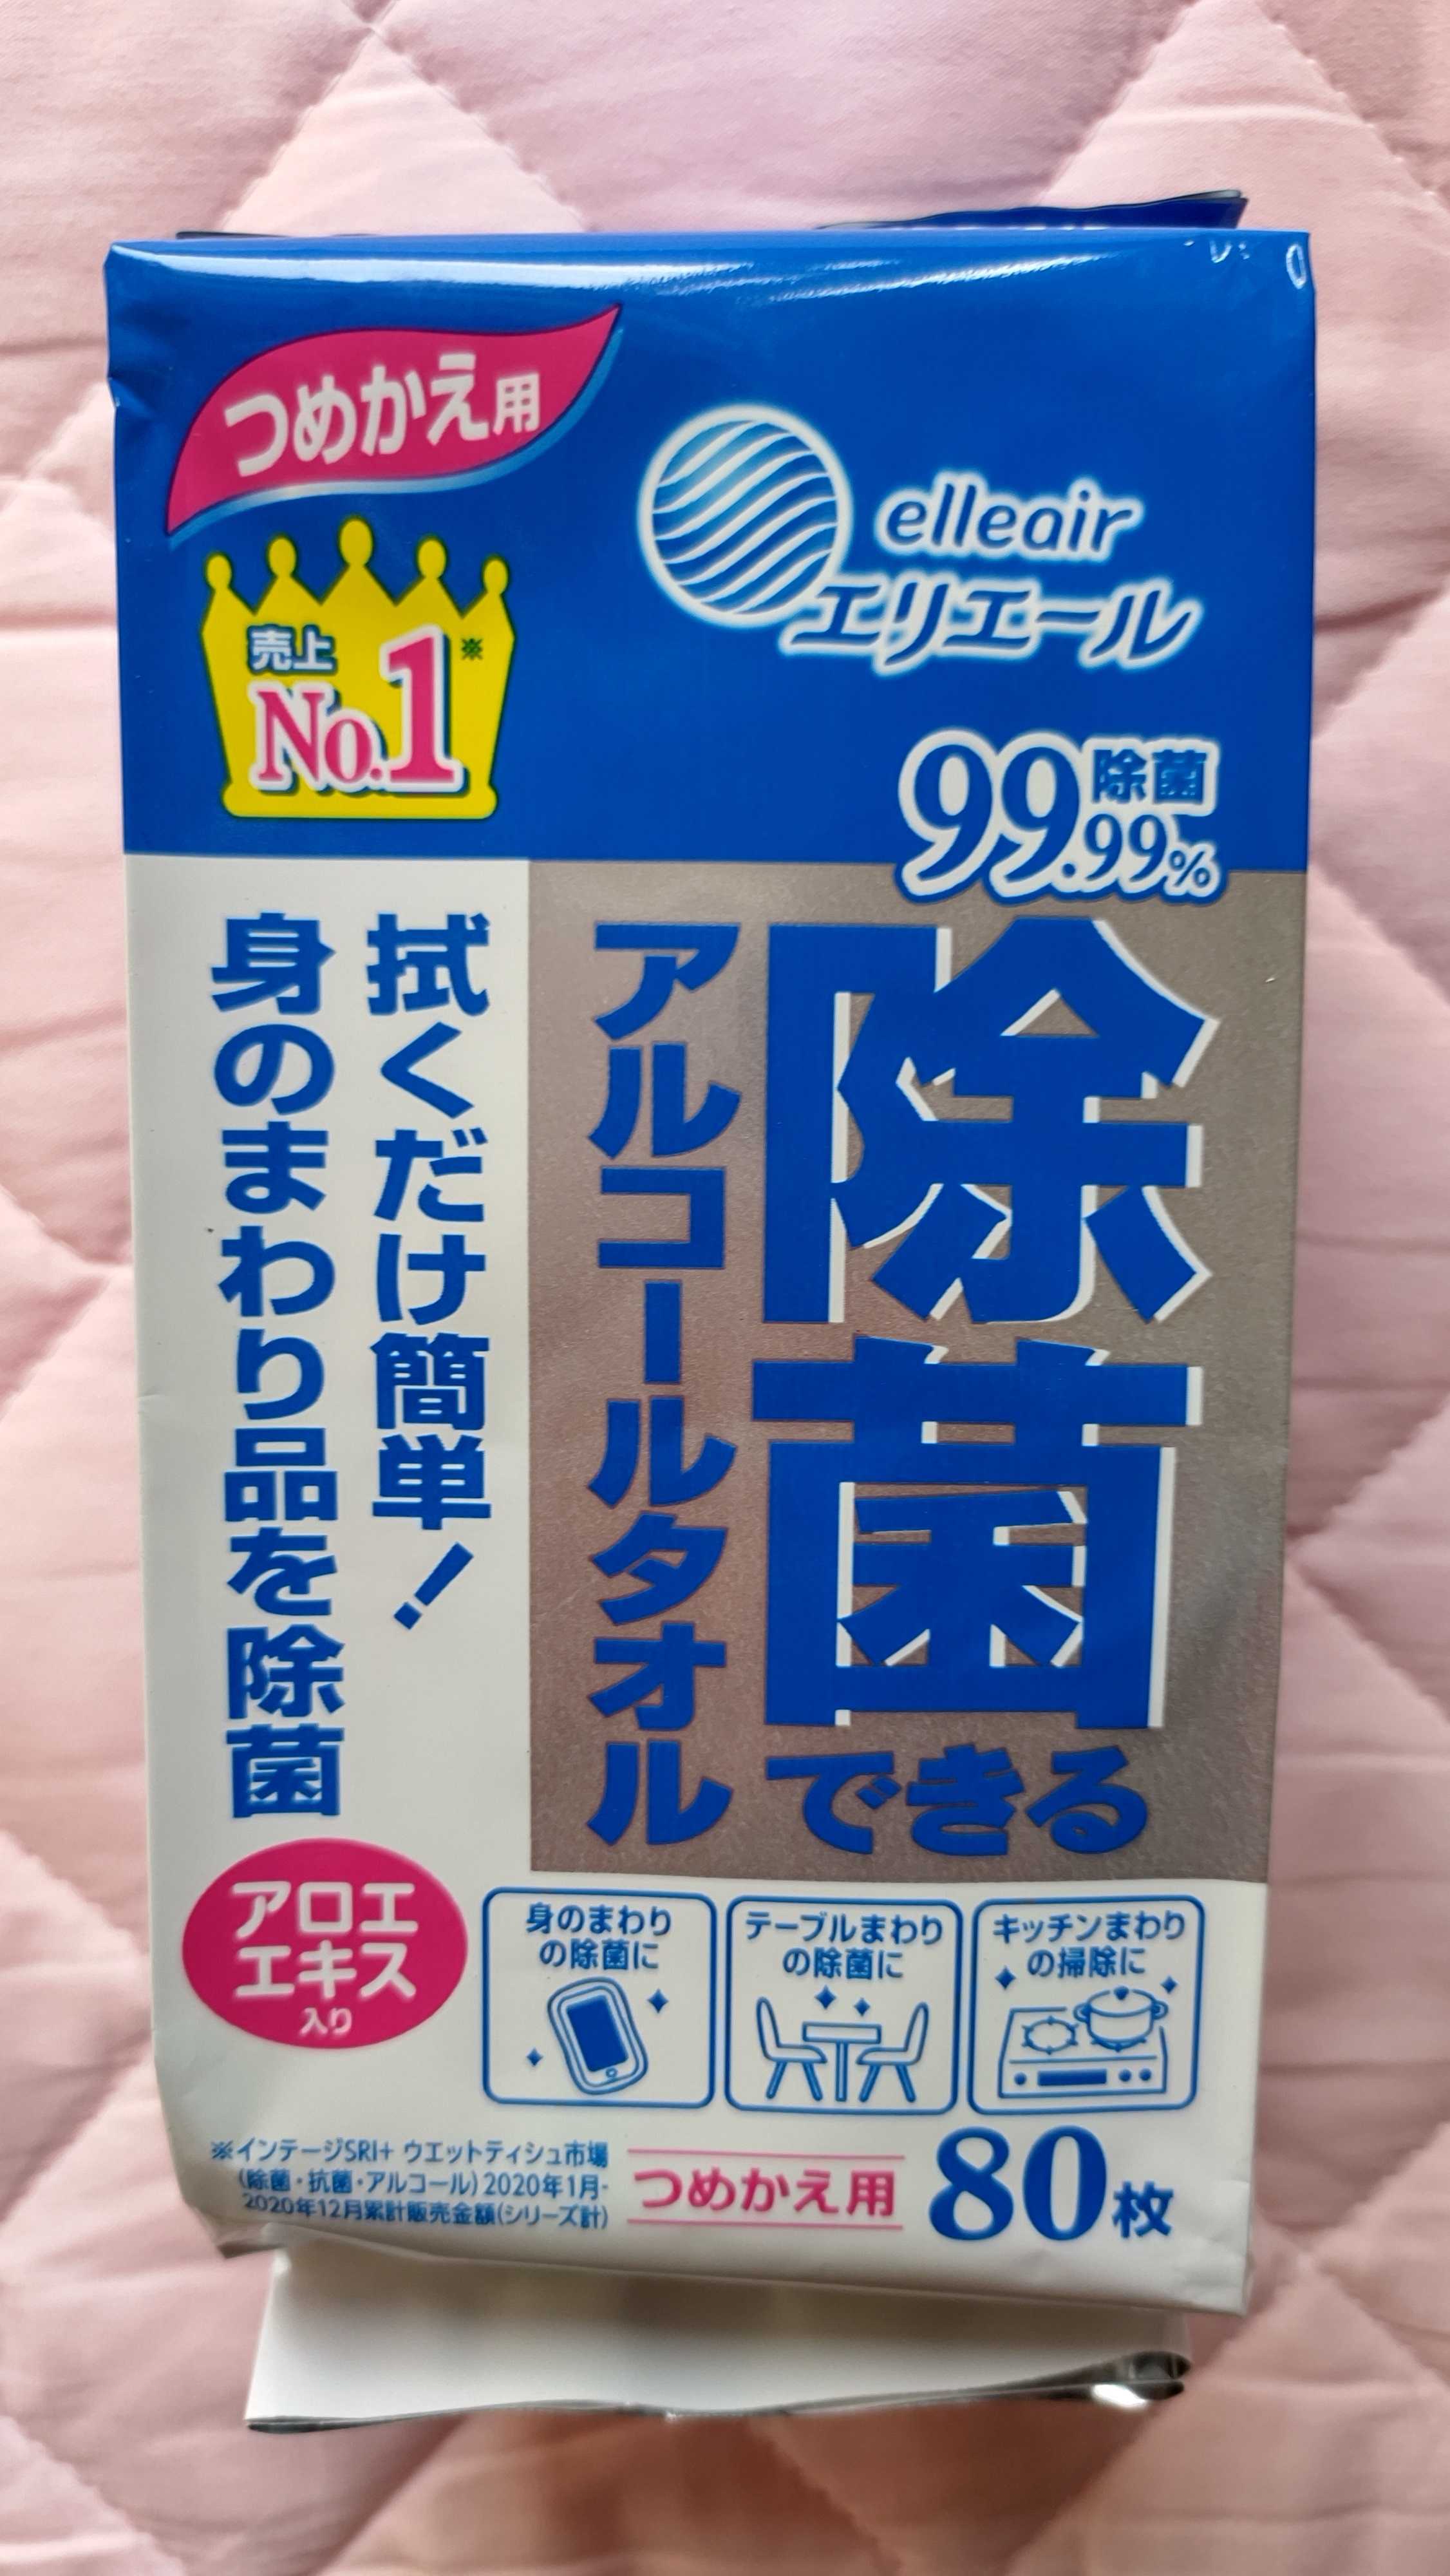 つめかえ用
elleair
エリエール
売上
No.1※
除菌
99.99%
除菌できる
アルコールタオル
拭くだけ簡単!
身のまわり品を除菌
アロエ
エキス
入り
身のまわり
の除菌に
テーブルまわり
の除菌に
キッチンまわり
の掃除に
※インテージSRI+ ウエットティシュ市場
(除菌・抗菌・アルコール)2020年1月-
2020年12月累計販売金額(シリーズ計)
つめかえ用
80枚